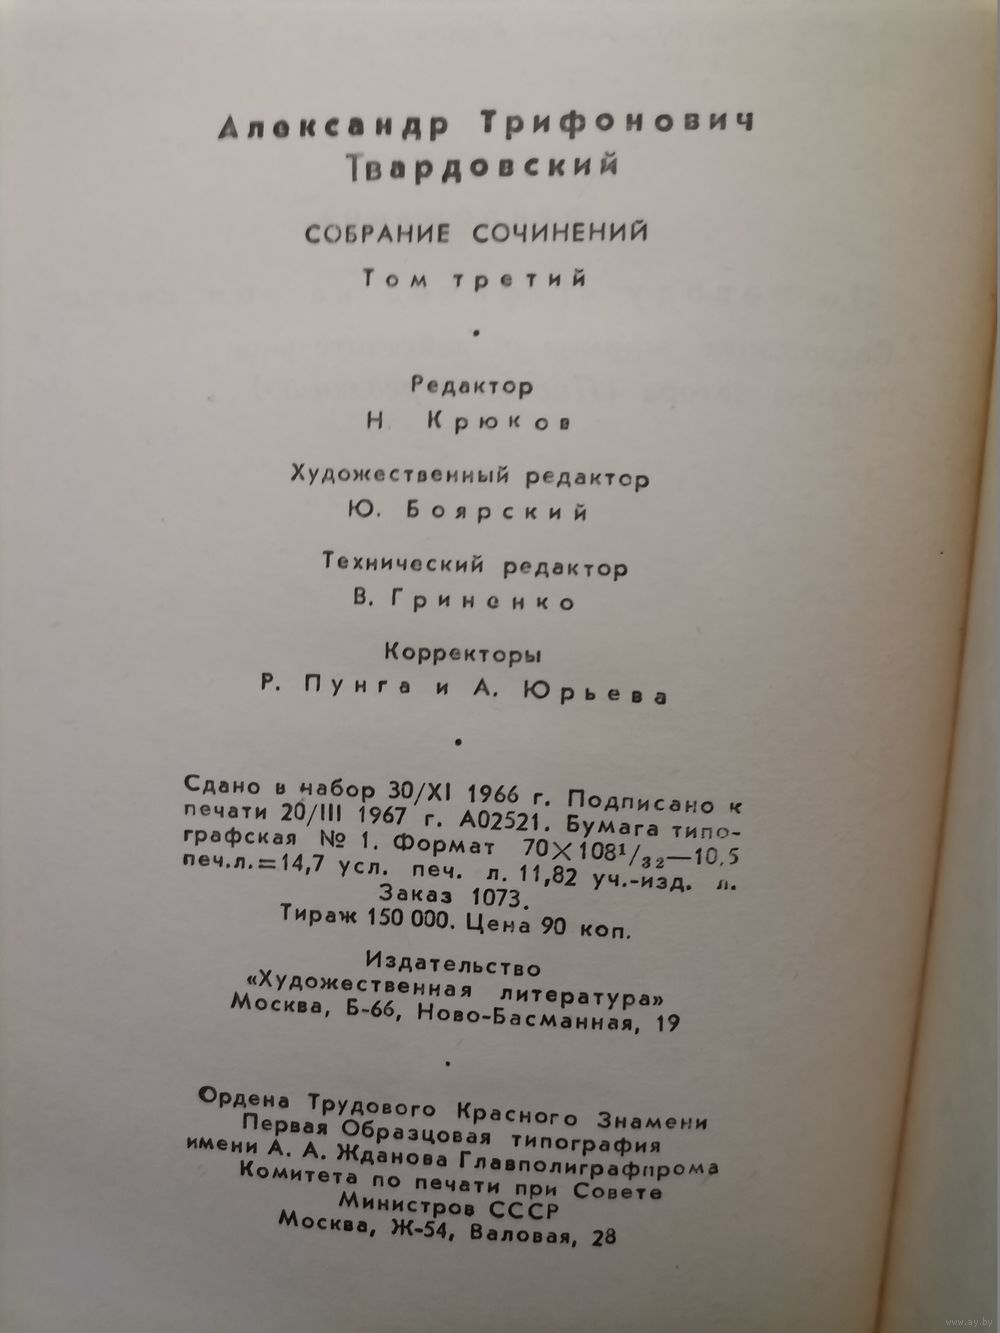 Александр Трифонович
Твардовский
СОБРАНИЕ СОЧИНЕНИЙ
Том третий
Редактор
Н. Крюков
Художественный редактор
Ю. Боярский
Технический редактор
В. Гриненко
Корректоры
Р. Пунга и А. Юрьева
Сдано в набор 30/XI 1966 г. Подписано к
печати 20/III 1967 г. А02521. Бумага типо-
графская № 1. Формат 70×108¹/₃₂—10,5
печ.л.=14,7 усл. печ. л. 11,82 уч.-изд. л.
Заказ 1073.
Тираж 150 000. Цена 90 коп.
Издательство
«Художественная литература»
Москва, Б-66, Ново-Басманная, 19
Ордена Трудового Красного Знамени
Первая Образцовая типография
имени А. А. Жданова Главполиграфпрома
Комитета по печати при Совете
Министров СССР
Москва, Ж-54, Валовая, 28
www.ay.by